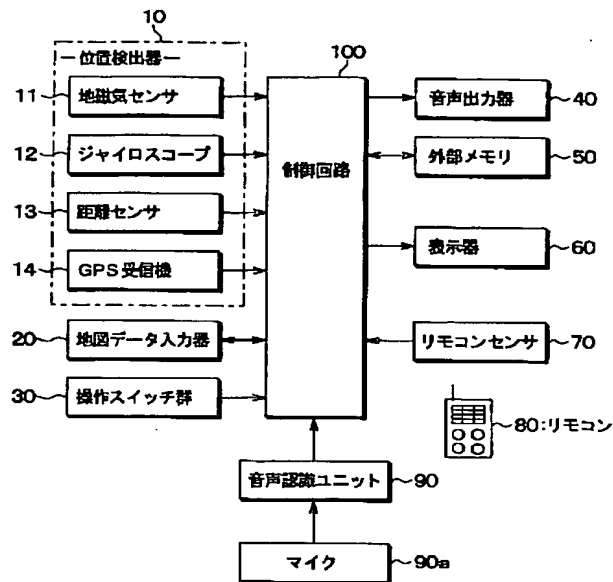 10
位置検出器
100
11 地磁気センサ
音声出力器 40
12 ジャイロスコープ
制御回路
外部メモリ 50
13 距離センサ
表示器 60
14 GPS受信機
20 地図データ入力器
リモコンセンサ 70
30 操作スイッチ群
80:リモコン
音声認識ユニット 90
マイク 90a